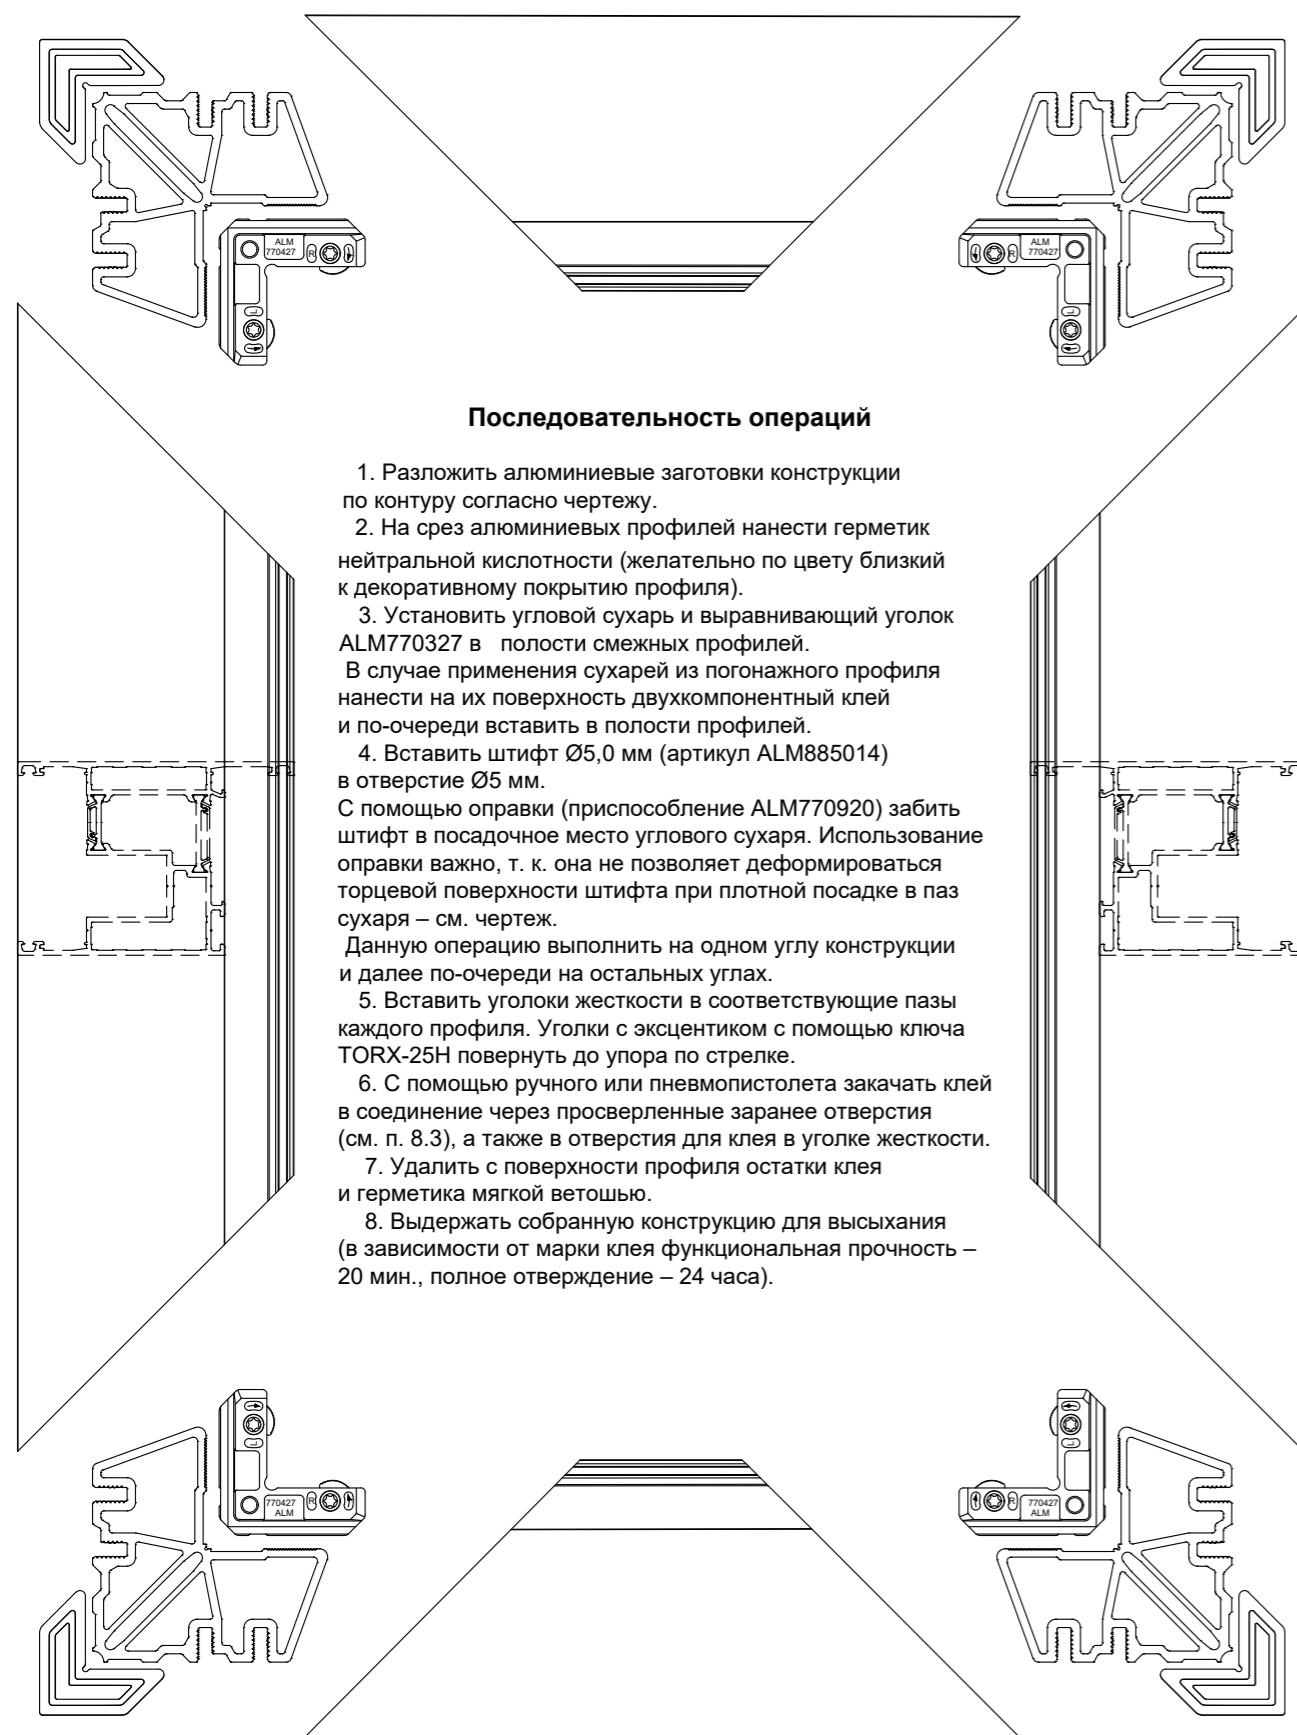 ALM
770427
R
L
ALM
770427
R
L
Последовательность операций
1. Разложить алюминиевые заготовки конструкции
по контуру согласно чертежу.
2. На срез алюминиевых профилей нанести герметик
нейтральной кислотности (желательно по цвету близкий
к декоративному покрытию профиля).
3. Установить угловой сухарь и выравнивающий уголок
ALM770327 в полости смежных профилей.
В случае применения сухарей из погонажного профиля
нанести на их поверхность двухкомпонентный клей
и по-очереди вставить в полости профилей.
4. Вставить штифт Ø5,0 мм (артикул ALM885014)
в отверстие Ø5 мм.
С помощью оправки (приспособление ALM770920) забить
штифт в посадочное место углового сухаря. Использование
оправки важно, т. к. она не позволяет деформироваться
торцевой поверхности штифта при плотной посадке в паз
сухаря – см. чертеж.
Данную операцию выполнить на одном углу конструкции
и далее по-очереди на остальных углах.
5. Вставить уголоки жесткости в соответствующие пазы
каждого профиля. Уголки с эксцентиком с помощью ключа
TORX-25H повернуть до упора по стрелке.
6. С помощью ручного или пневмопистолета закачать клей
в соединение через просверленные заранее отверстия
(см. п. 8.3), а также в отверстия для клея в уголке жесткости.
7. Удалить с поверхности профиля остатки клея
и герметика мягкой ветошью.
8. Выдержать собранную конструкцию для высыхания
(в зависимости от марки клея функциональная прочность –
20 мин., полное отверждение – 24 часа).
L
770427
ALM
R
L
770427
ALM
R